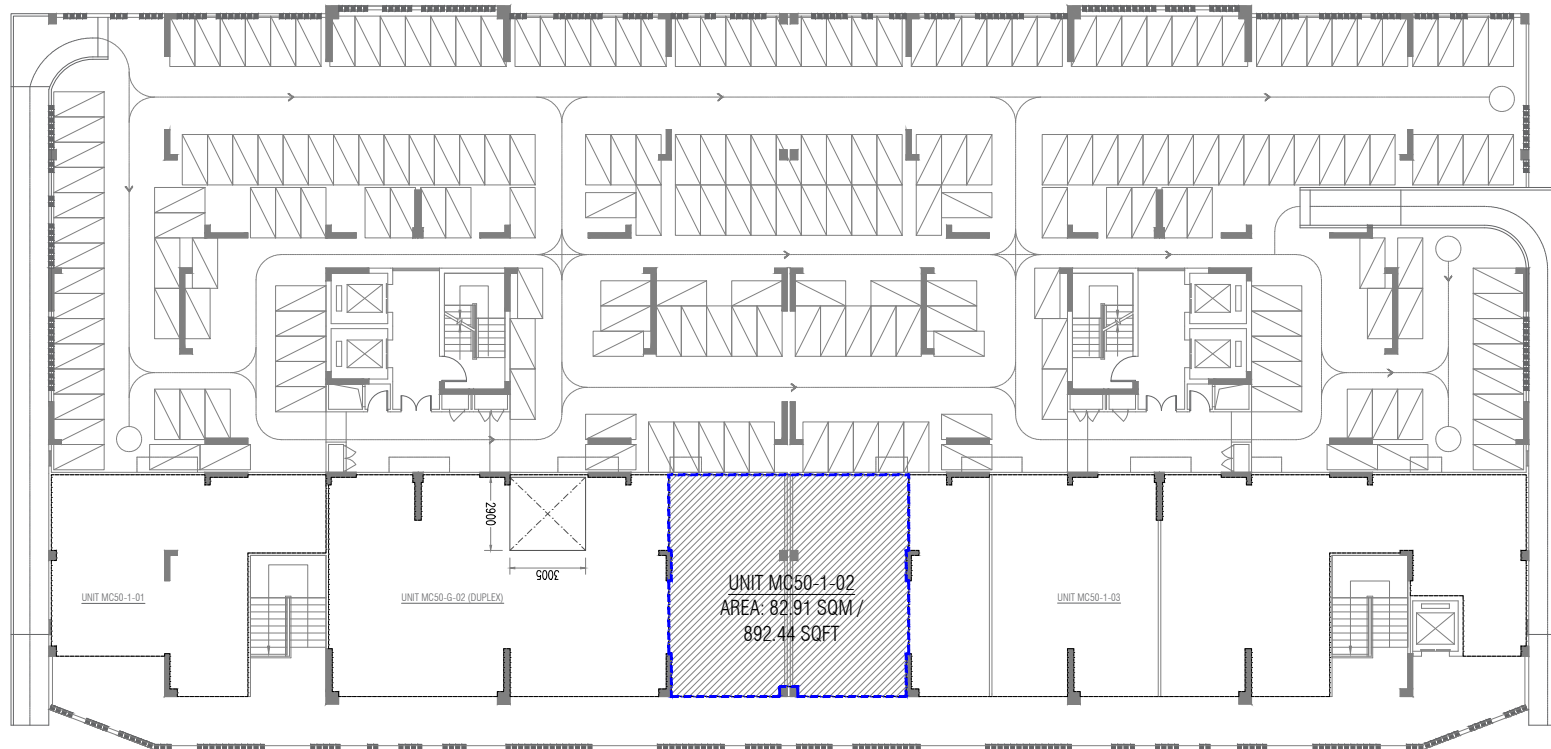 2900
3005
UNIT MC50-1-01
UNIT MC50-G-02 (DUPLEX)
UNIT MC50-1-02
AREA: 82.91 SQM /
892.44 SQFT
UNIT MC50-1-03